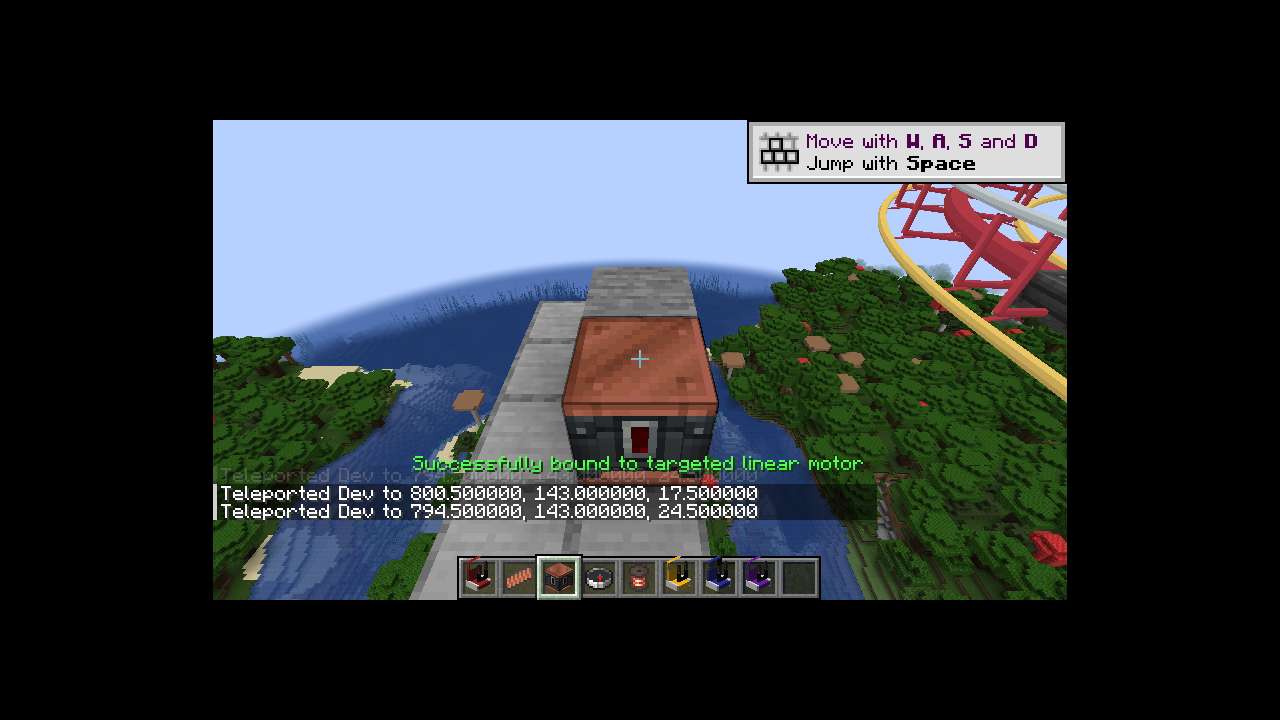 Move with W, A, S and D
Jump with Space
Successfully bound to targeted linear motor
Teleported Dev to 800.500000, 143.000000, 17.500000
Teleported Dev to 794.500000, 143.000000, 24.500000